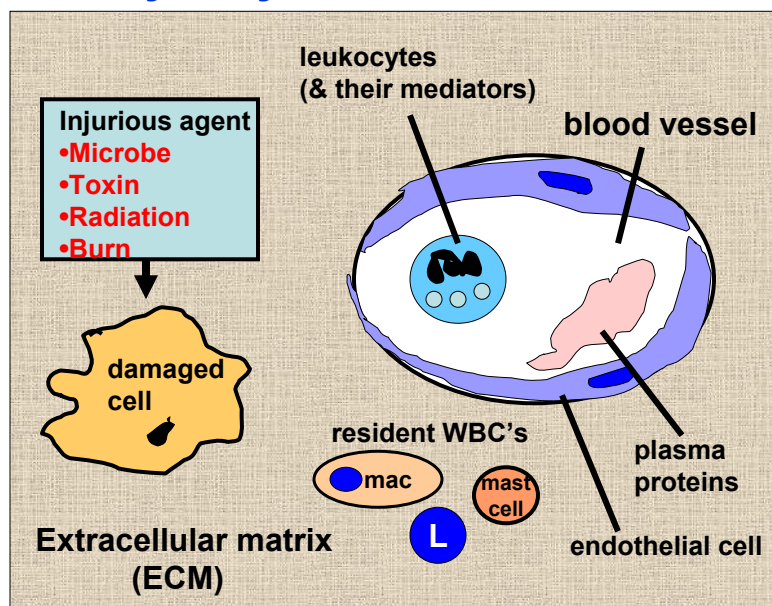 leukocytes
(& their mediators)
Injurious agent
•Microbe
•Toxin
•Radiation
•Burn
blood vessel
damaged
cell
resident WBC's
mac
mast
cell
L
plasma
proteins
endothelial cell
Extracellular matrix
(ECM)